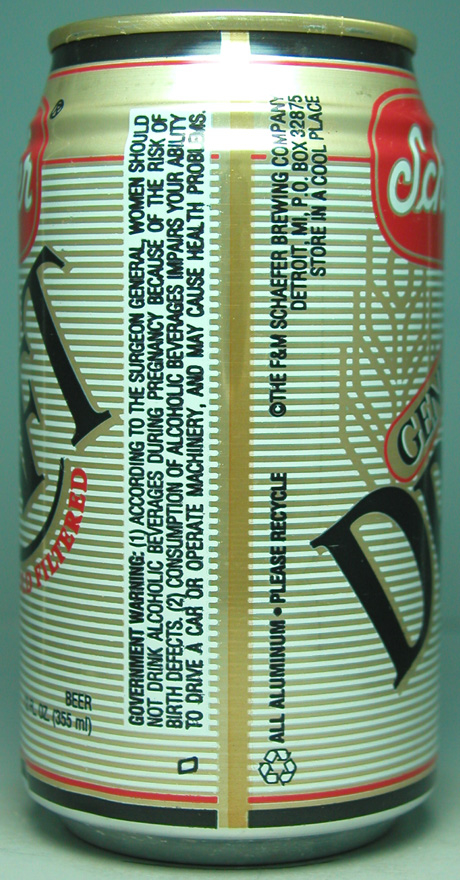 GOVERNMENT WARNING: (1) ACCORDING TO THE SURGEON GENERAL, WOMEN SHOULD
NOT DRINK ALCOHOLIC BEVERAGES DURING PREGNANCY BECAUSE OF THE RISK OF
BIRTH DEFECTS. (2) CONSUMPTION OF ALCOHOLIC BEVERAGES IMPAIRS YOUR ABILITY
TO DRIVE A CAR OR OPERATE MACHINERY, AND MAY CAUSE HEALTH PROBLEMS.
ALL ALUMINUM • PLEASE RECYCLE
©THE F&M SCHAEFER BREWING COMPANY
DETROIT, MI, P.O. BOX 32875
STORE IN A COOL PLACE
FILTERED
BEER
FL. OZ. (355 ml)
®